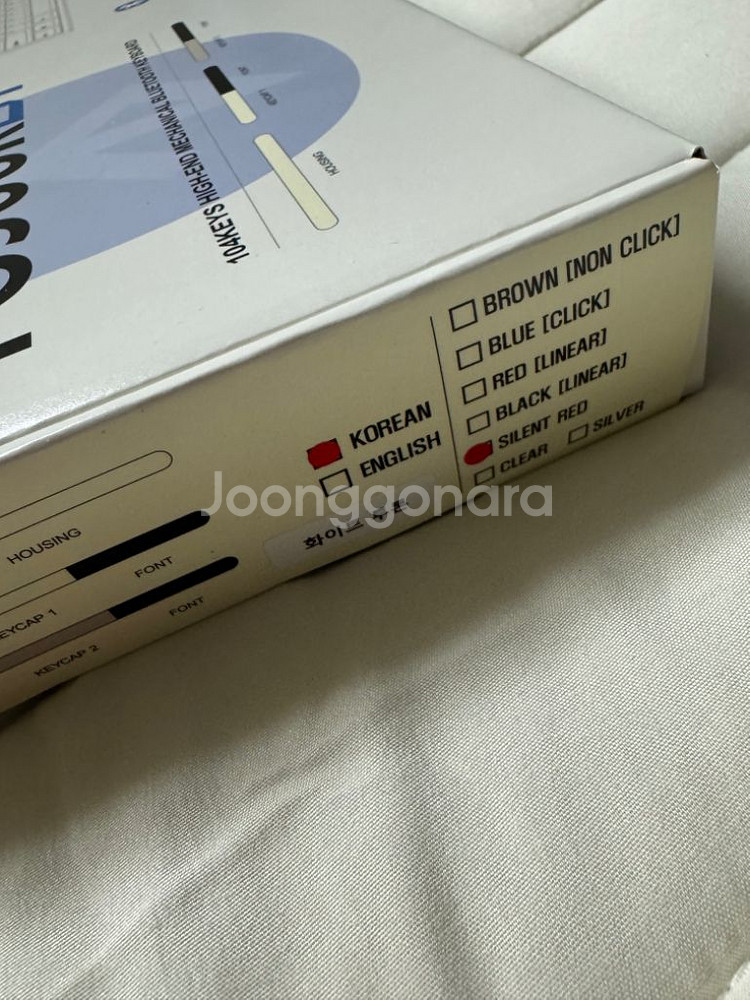 104KEYS HIGH-END MECHANICAL BLUETOOTH KEYBOARD
HOUSING
BROWN [NON CLICK]
BLUE [CLICK]
RED [LINEAR]
BLACK [LINEAR]
SILENT RED
CLEAR
SILVER
KOREAN
ENGLISH
Joonggonara
HOUSING
FONT
KEYCAP 1
FONT
KEYCAP 2